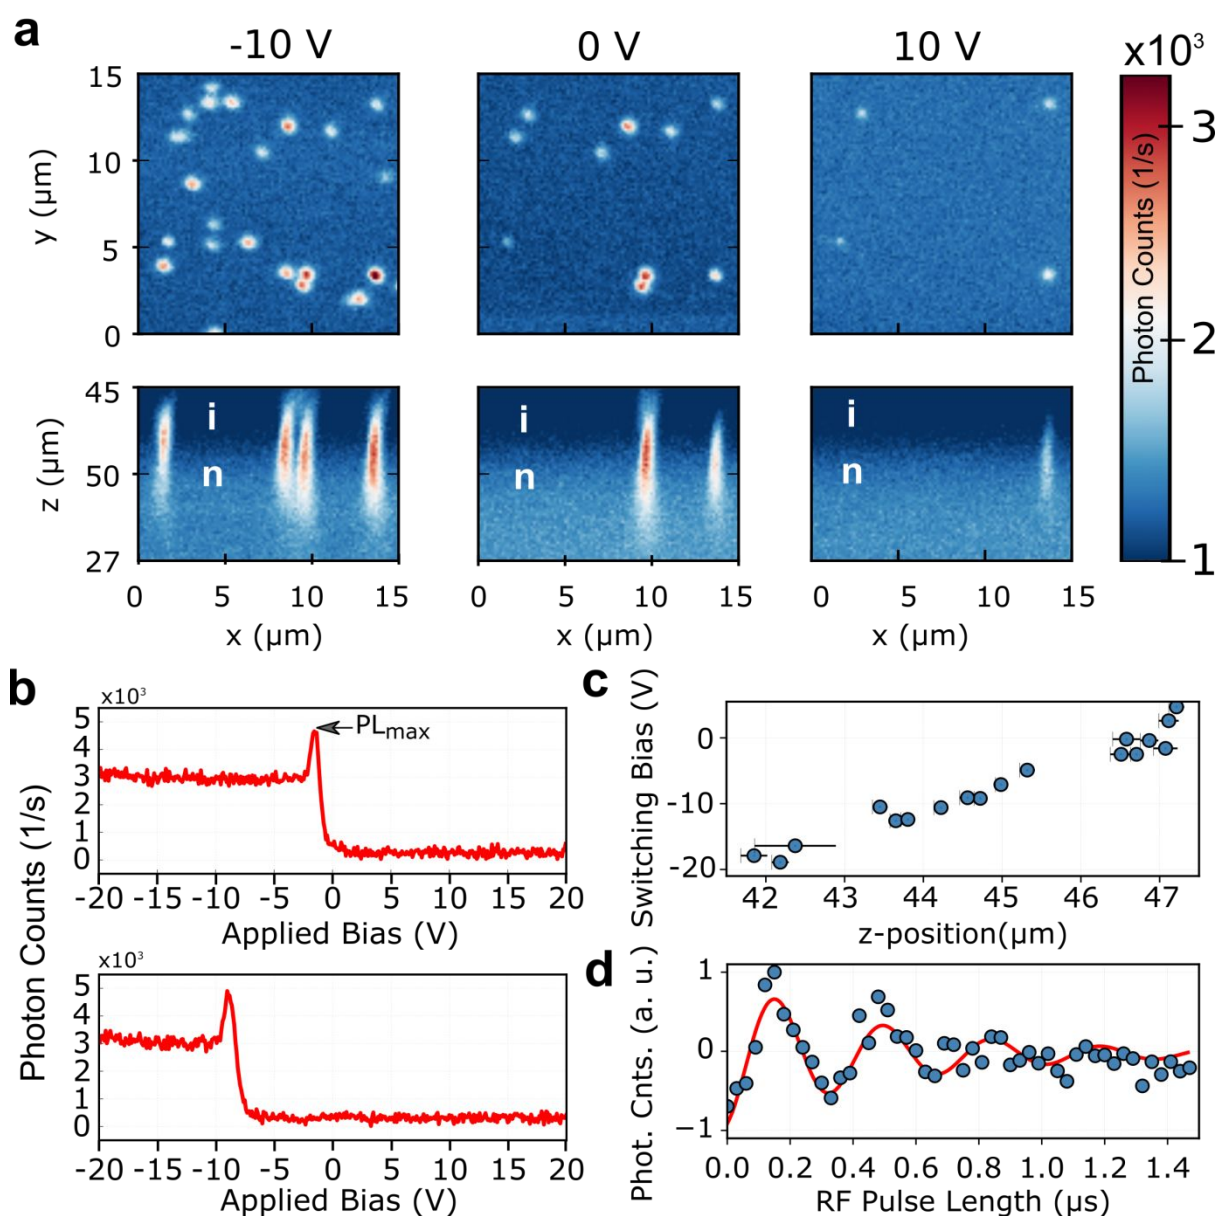 a
-10 V
0 V
10 V
x10³
15
10
5
0
y (μm)
3
2
1
Photon Counts (1/s)
45
50
27
z (μm)
i
n
i
n
i
n
0 5 10 15
0 5 10 15
0 5 10 15
x (μm)
x (μm)
x (μm)
b
Photon Counts (1/s)
x10³
5
4
3
2
1
0
PLmax
-20 -15 -10 -5 0 5 10 15 20
Applied Bias (V)
x10³
5
4
3
2
1
0
-20 -15 -10 -5 0 5 10 15 20
Applied Bias (V)
c
Switching Bias (V)
0
-10
-20
42 43 44 45 46 47
z-position(μm)
d
Phot. Cnts. (a. u.)
1
0
−1
0.0 0.2 0.4 0.6 0.8 1.0 1.2 1.4
RF Pulse Length (μs)